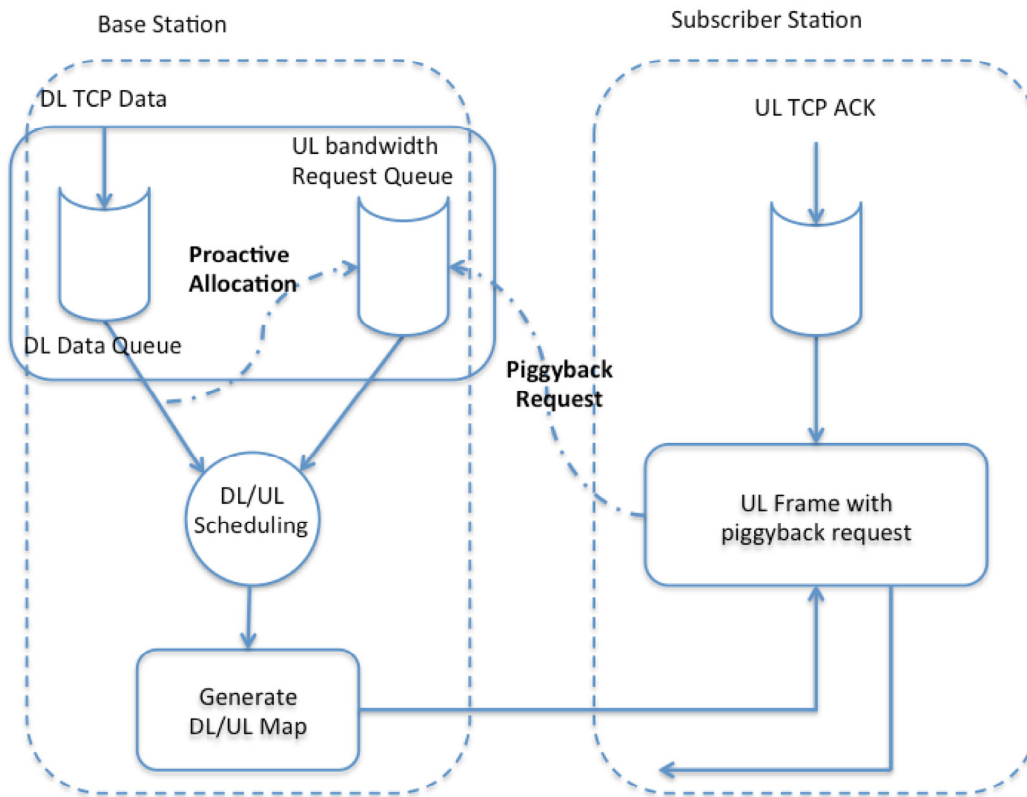 Base Station
Subscriber Station
DL TCP Data
UL TCP ACK
UL bandwidth
Request Queue
Proactive
Allocation
DL Data Queue
Piggyback
Request
DL/UL
Scheduling
UL Frame with
piggyback request
Generate
DL/UL Map